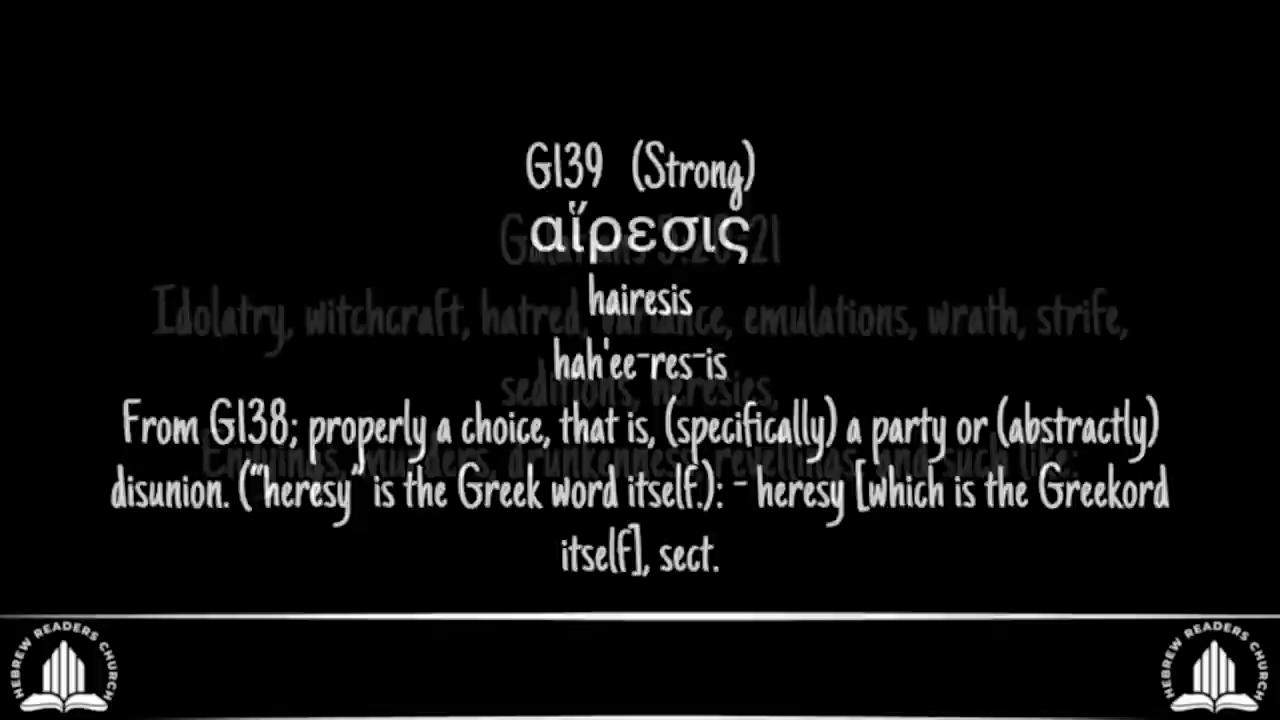 G139 (Strong)
αἵρεσις
Galatians 5:20-21
hairesis
Idolatry, witchcraft, hatred, variance, emulations, wrath, strife,
hah'ee-res-is
seditions, heresies,
From G138; properly a choice, that is, (specifically) a party or (abstractly)
Envyings, murders, drunkenness, revellings, and such like:
disunion. ("heresy" is the Greek word itself.): - heresy [which is the Greekord
itself], sect.
HEBREW READERS CHURCH
HEBREW READERS CHURCH